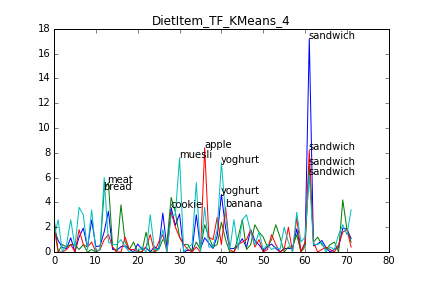 DietItem_TF_KMeans_4
18
16
14
12
10
8
6
4
2
0
sandwich
apple
sandwich
muesli
yoghurt
sandwich
sandwich
meat
bread
yoghurt
cookie
banana
0
10
20
30
40
50
60
70
80